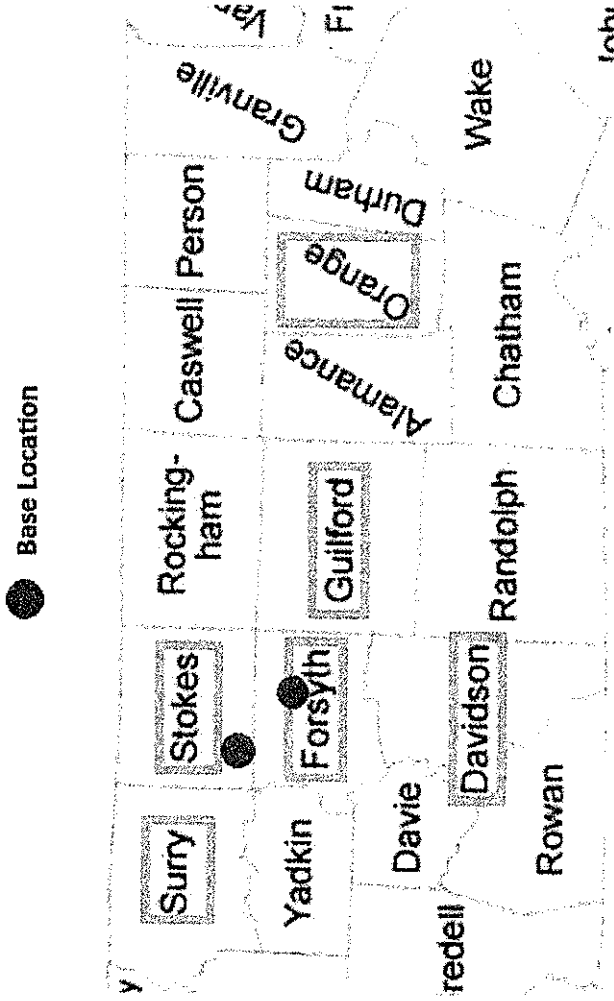 Base Location
y
Surry
Stokes
Rocking-
ham
Caswell
Person
Granville
Yadkin
Forsyth
Guilford
Alamance
Orange
Durham
redell
Davie
Davidson
Rowan
Randolph
Chatham
Wake